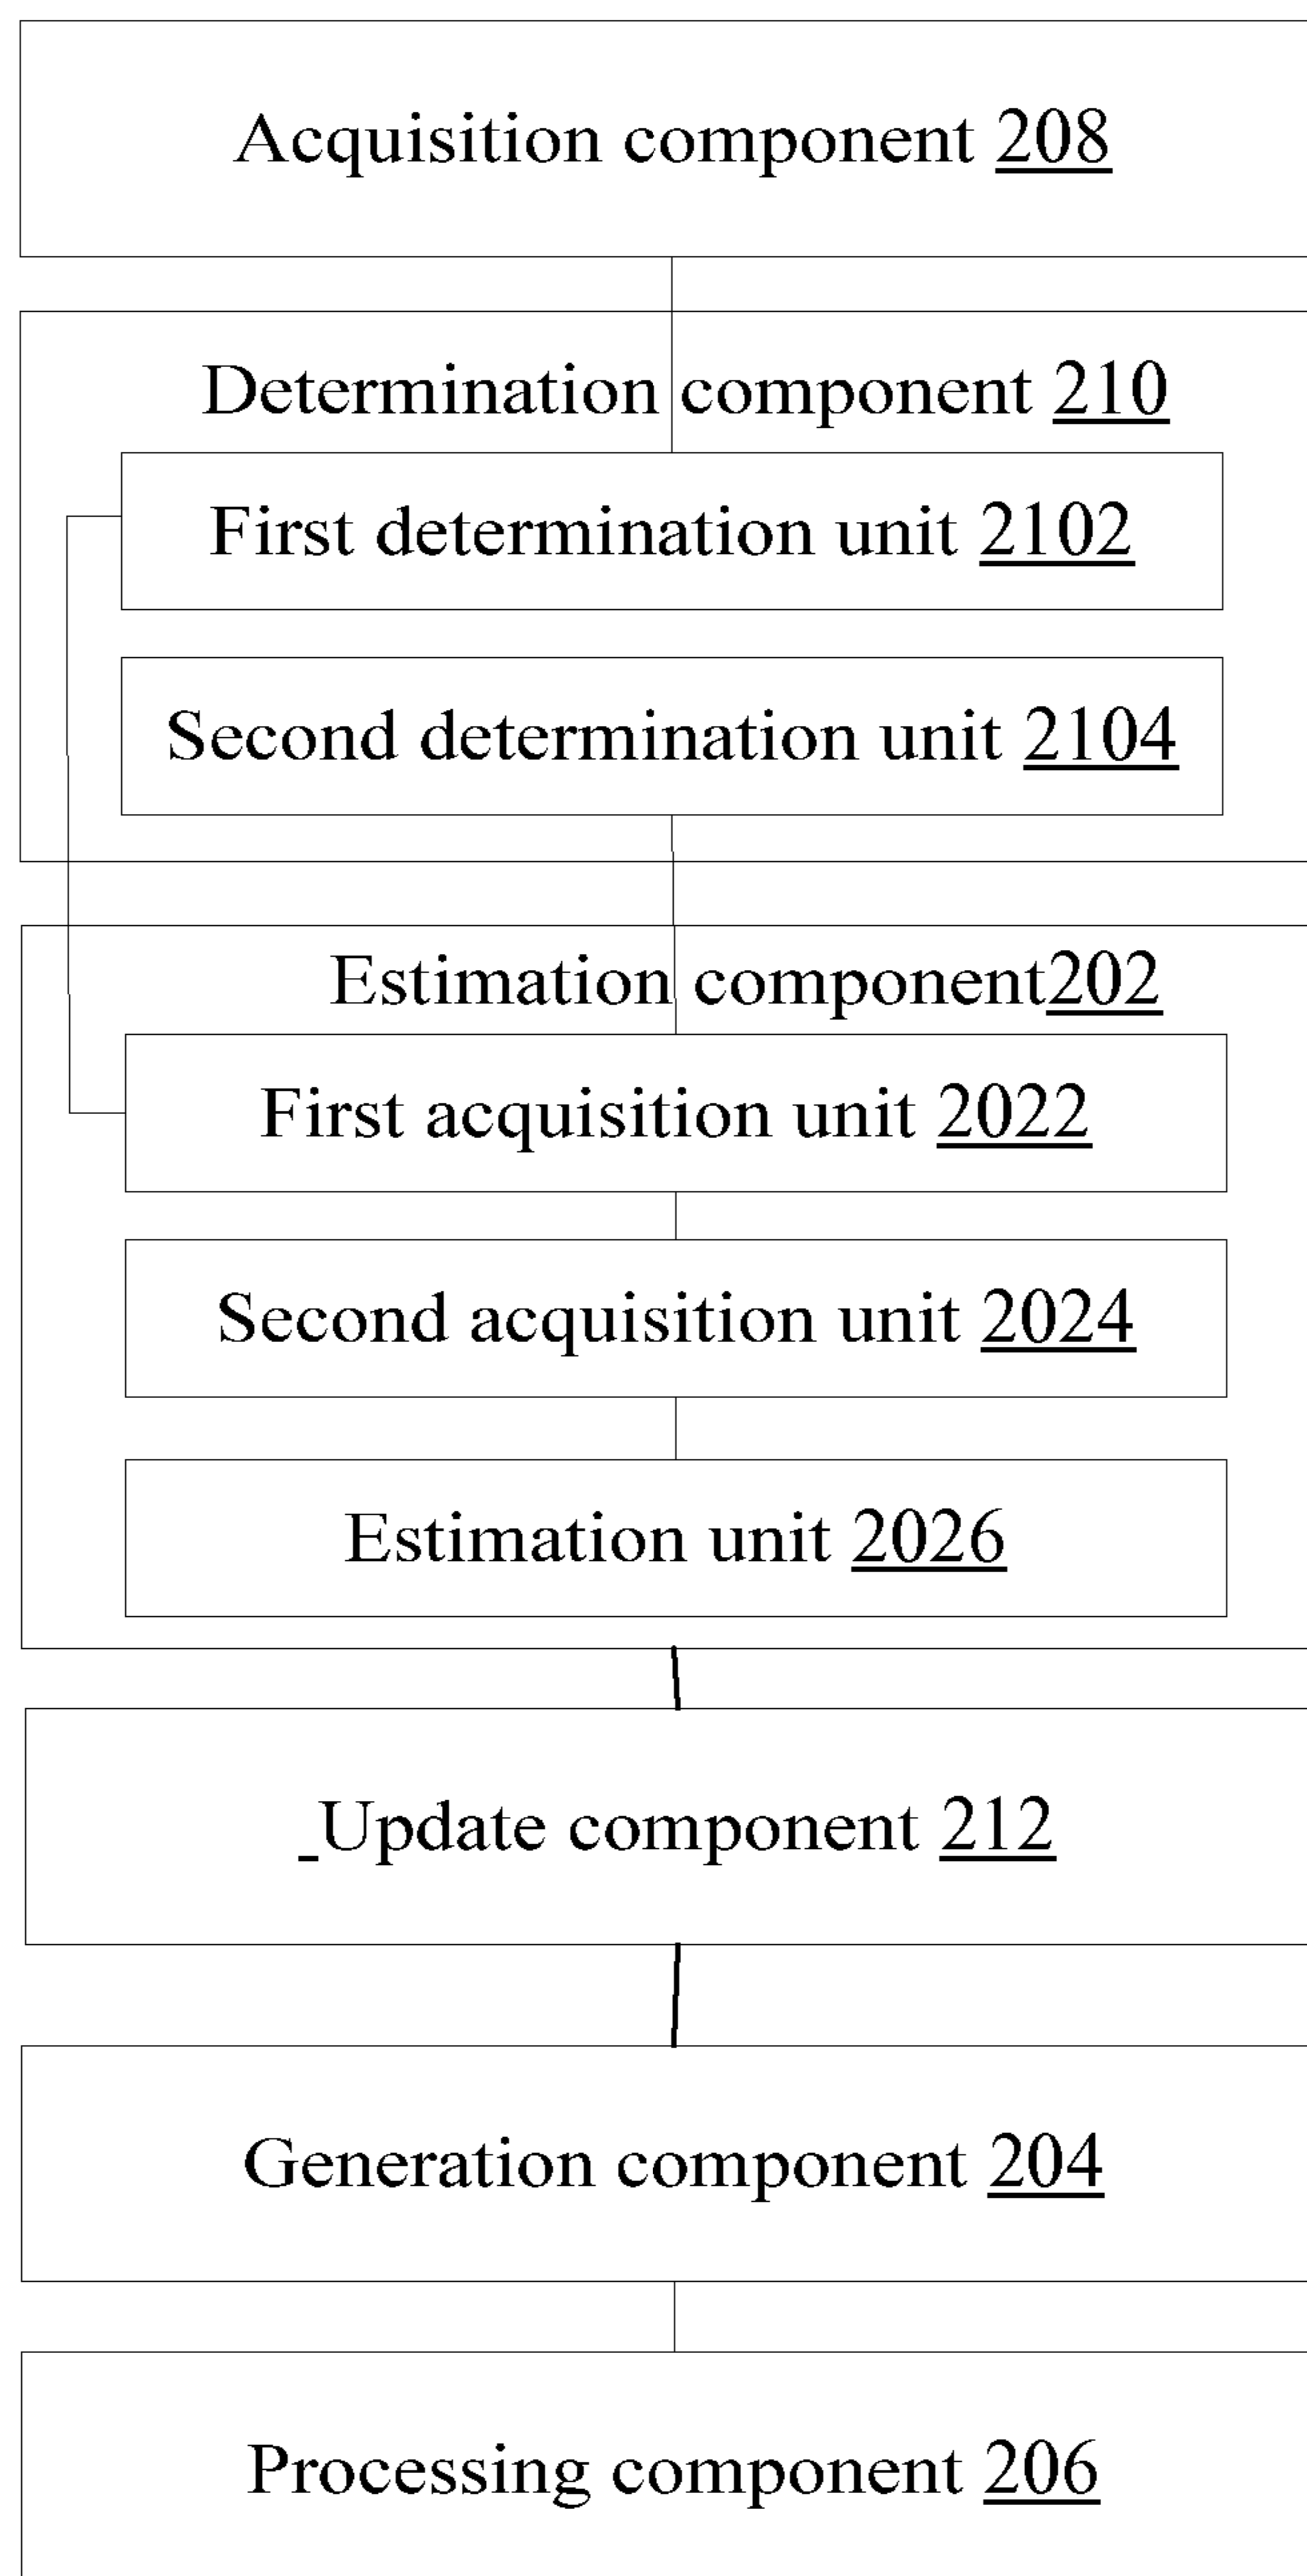 Acquisition component 208
Determination component 210
First determination unit 2102
Second determination unit 2104
Estimation component202
First acquisition unit 2022
Second acquisition unit 2024
Estimation unit 2026
Update component 212
Generation component 204
Processing component 206